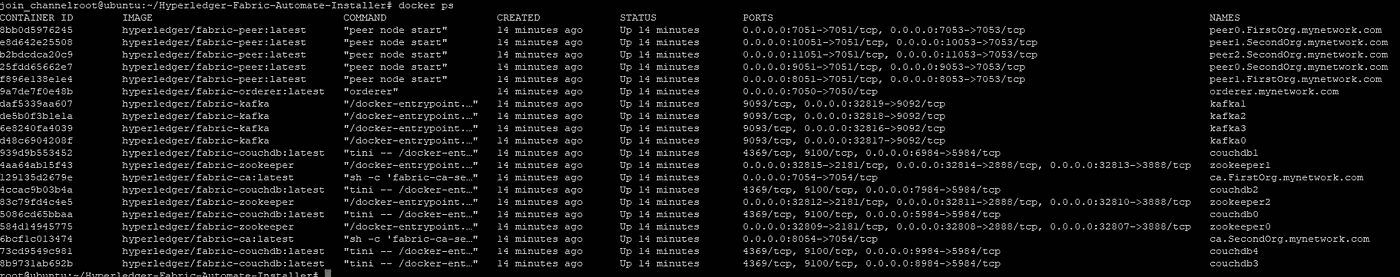 join_channelroot@ubuntu:~/Hyperledger-Fabric-Automate-Installer# docker ps
CONTAINER ID IMAGE COMMAND CREATED STATUS PORTS NAMES
8bb0d5976245 hyperledger/fabric-peer:latest "peer node start" 14 minutes ago Up 14 minutes 0.0.0.0:7051->7051/tcp, 0.0.0.0:7053->7053/tcp peer0.FirstOrg.mynetwork.com
e8d642e25508 hyperledger/fabric-peer:latest "peer node start" 14 minutes ago Up 14 minutes 0.0.0.0:10051->7051/tcp, 0.0.0.0:10053->7053/tcp peer1.SecondOrg.mynetwork.com
b2bdcdca20c5 hyperledger/fabric-peer:latest "peer node start" 14 minutes ago Up 14 minutes 0.0.0.0:11051->7051/tcp, 0.0.0.0:11053->7053/tcp peer2.SecondOrg.mynetwork.com
25fdd65662e7 hyperledger/fabric-peer:latest "peer node start" 14 minutes ago Up 14 minutes 0.0.0.0:9051->7051/tcp, 0.0.0.0:9053->7053/tcp peer0.SecondOrg.mynetwork.com
f896e138e1e4 hyperledger/fabric-peer:latest "peer node start" 14 minutes ago Up 14 minutes 0.0.0.0:8051->7051/tcp, 0.0.0.0:8053->7053/tcp peer1.FirstOrg.mynetwork.com
9a7de7f0e48b hyperledger/fabric-orderer:latest "orderer" 14 minutes ago Up 14 minutes 0.0.0.0:7050->7050/tcp orderer.mynetwork.com
daf5339aa607 hyperledger/fabric-kafka "/docker-entrypoint.…" 14 minutes ago Up 14 minutes 9093/tcp, 0.0.0.0:32819->9092/tcp kafka1
de5b0f3b1e1a hyperledger/fabric-kafka "/docker-entrypoint.…" 14 minutes ago Up 14 minutes 9093/tcp, 0.0.0.0:32818->9092/tcp kafka2
6e8240fa4039 hyperledger/fabric-kafka "/docker-entrypoint.…" 14 minutes ago Up 14 minutes 9093/tcp, 0.0.0.0:32816->9092/tcp kafka3
d48c6904208f hyperledger/fabric-kafka "/docker-entrypoint.…" 14 minutes ago Up 14 minutes 9093/tcp, 0.0.0.0:32817->9092/tcp kafka0
939d9b553452 hyperledger/fabric-couchdb:latest "tini -- /docker-ent…" 14 minutes ago Up 14 minutes 4369/tcp, 9100/tcp, 0.0.0.0:6984->5984/tcp couchdb1
4aa64ab15f43 hyperledger/fabric-zookeeper "/docker-entrypoint.…" 14 minutes ago Up 14 minutes 0.0.0.0:32815->2181/tcp, 0.0.0.0:32814->2888/tcp, 0.0.0.0:32813->3888/tcp zookeeper1
129135d2679e hyperledger/fabric-ca:latest "sh -c 'fabric-ca-se…" 14 minutes ago Up 14 minutes 0.0.0.0:7054->7054/tcp ca.FirstOrg.mynetwork.com
4ccac9b03b4a hyperledger/fabric-couchdb:latest "tini -- /docker-ent…" 14 minutes ago Up 14 minutes 4369/tcp, 9100/tcp, 0.0.0.0:7984->5984/tcp couchdb2
83c79fd4c4e5 hyperledger/fabric-zookeeper "/docker-entrypoint.…" 14 minutes ago Up 14 minutes 0.0.0.0:32812->2181/tcp, 0.0.0.0:32811->2888/tcp, 0.0.0.0:32810->3888/tcp zookeeper2
5086cd65bbaa hyperledger/fabric-couchdb:latest "tini -- /docker-ent…" 14 minutes ago Up 14 minutes 4369/tcp, 9100/tcp, 0.0.0.0:5984->5984/tcp couchdb0
584d14945775 hyperledger/fabric-zookeeper "/docker-entrypoint.…" 14 minutes ago Up 14 minutes 0.0.0.0:32809->2181/tcp, 0.0.0.0:32808->2888/tcp, 0.0.0.0:32807->3888/tcp zookeeper0
6bcf1c013474 hyperledger/fabric-ca:latest "sh -c 'fabric-ca-se…" 14 minutes ago Up 14 minutes 0.0.0.0:8054->7054/tcp ca.SecondOrg.mynetwork.com
73cd9549c981 hyperledger/fabric-couchdb:latest "tini -- /docker-ent…" 14 minutes ago Up 14 minutes 4369/tcp, 9100/tcp, 0.0.0.0:9984->5984/tcp couchdb4
8b9731ab692b hyperledger/fabric-couchdb:latest "tini -- /docker-ent…" 14 minutes ago Up 14 minutes 4369/tcp, 9100/tcp, 0.0.0.0:8984->5984/tcp couchdb3
root@ubuntu:~/Hyperledger-Fabric-Automate-Installer#